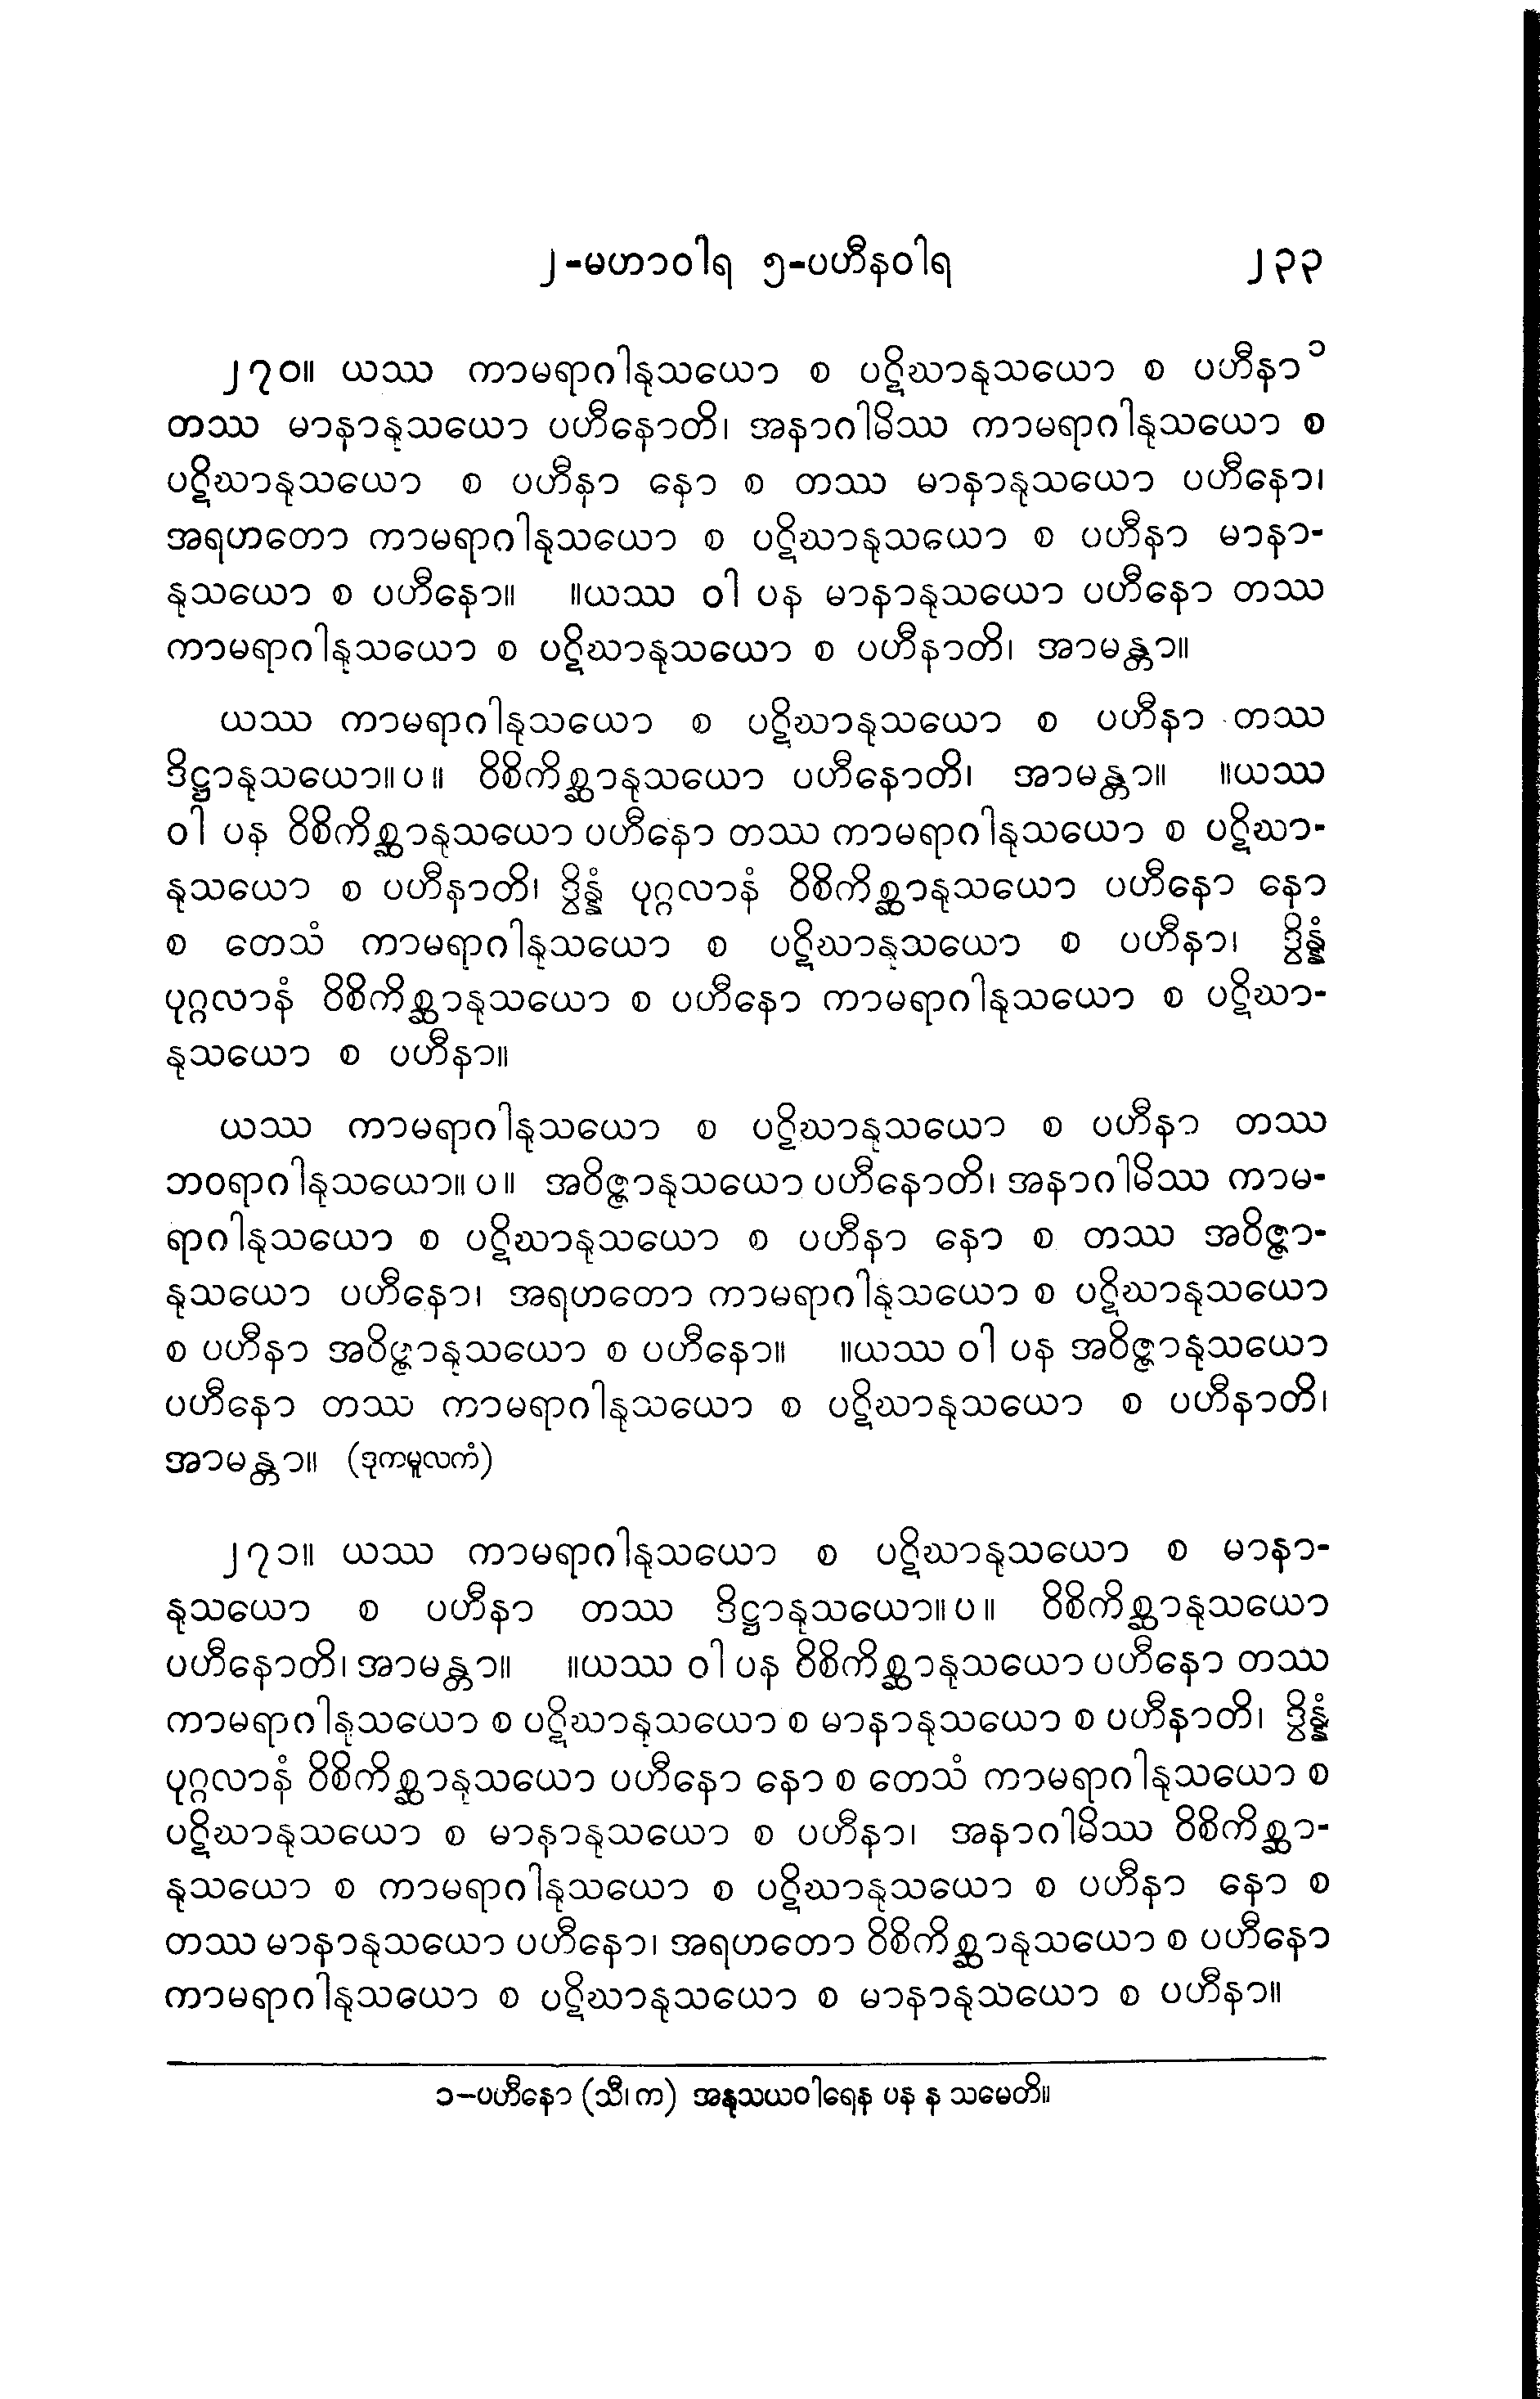 ၂-မဟာဝါရ ၅-ပဟီနဝါရ ၂၃၃
၂၇၀။ ယဿ ကာမရာဂါနုသယော စ ပဋိဃာနုသယော စ ပဟီနာ၁
တဿ မာနာနုသယော ပဟီနောတိ၊ အနာဂါမိဿ ကာမရာဂါနုသယော စ
ပဋိဃာနုသယော စ ပဟီနာ နော စ တဿ မာနာနုသယော ပဟီနော၊
အရဟတော ကာမရာဂါနုသယော စ ပဋိဃာနုသယော စ ပဟီနာ မာနာ-
နုသယော စ ပဟီနော။ ။ယဿ ဝါ ပန မာနာနုသယော ပဟီနော တဿ
ကာမရာဂါနုသယော စ ပဋိဃာနုသယော စ ပဟီနာတိ၊ အာမန္တာ။
ယဿ ကာမရာဂါနုသယော စ ပဋိဃာနုသယော စ ပဟီနာ တဿ
ဒိဋ္ဌာနုသယော။ပ။ ဝိစိကိစ္ဆာနုသယော ပဟီနောတိ၊ အာမန္တာ။ ။ယဿ
ဝါ ပန ဝိစိကိစ္ဆာနုသယော ပဟီနော တဿ ကာမရာဂါနုသယော စ ပဋိဃာ-
နုသယော စ ပဟီနာတိ၊ ဒွိန္နံ ပုဂ္ဂလာနံ ဝိစိကိစ္ဆာနုသယော ပဟီနော နော
စ တေသံ ကာမရာဂါနုသယော စ ပဋိဃာနုသယော စ ပဟီနာ၊ ဒွိန္နံ
ပုဂ္ဂလာနံ ဝိစိကိစ္ဆာနုသယော စ ပဟီနော ကာမရာဂါနုသယော စ ပဋိဃာ-
နုသယော စ ပဟီနာ။
ယဿ ကာမရာဂါနုသယော စ ပဋိဃာနုသယော စ ပဟီနာ တဿ
ဘဝရာဂါနုသယော။ပ။ အဝိဇ္ဇာနုသယော ပဟီနောတိ၊ အနာဂါမိဿ ကာမ-
ရာဂါနုသယော စ ပဋိဃာနုသယော စ ပဟီနာ နော စ တဿ အဝိဇ္ဇာ-
နုသယော ပဟီနော၊ အရဟတော ကာမရာဂါနုသယော စ ပဋိဃာနုသယော
စ ပဟီနာ အဝိဇ္ဇာနုသယော စ ပဟီနော။ ။ယဿ ဝါ ပန အဝိဇ္ဇာနုသယော
ပဟီနော တဿ ကာမရာဂါနုသယော စ ပဋိဃာနုသယော စ ပဟီနာတိ၊
အာမန္တာ။ (ဒုကမူလကံ)
၂၇၁။ ယဿ ကာမရာဂါနုသယော စ ပဋိဃာနုသယော စ မာနာ-
နုသယော စ ပဟီနာ တဿ ဒိဋ္ဌာနုသယော။ပ။ ဝိစိကိစ္ဆာနုသယော
ပဟီနောတိ၊ အာမန္တာ။ ။ယဿ ဝါ ပန ဝိစိကိစ္ဆာနုသယော ပဟီနော တဿ
ကာမရာဂါနုသယော စ ပဋိဃာနုသယော စ မာနာနုသယော စ ပဟီနာတိ၊ ဒွိန္နံ
ပုဂ္ဂလာနံ ဝိစိကိစ္ဆာနုသယော ပဟီနော နော စ တေသံ ကာမရာဂါနုသယော စ
ပဋိဃာနုသယော စ မာနာနုသယော စ ပဟီနာ၊ အနာဂါမိဿ ဝိစိကိစ္ဆာ-
နုသယော စ ကာမရာဂါနုသယော စ ပဋိဃာနုသယော စ ပဟီနာ နော စ
တဿ မာနာနုသယော ပဟီနော၊ အရဟတော ဝိစိကိစ္ဆာနုသယော စ ပဟီနော
ကာမရာဂါနုသယော စ ပဋိဃာနုသယော စ မာနာနုသယော စ ပဟီနာ။
၁-ပဟီနော (သီ၊ က) အနုသယဝါရေန ပန န သမေတိ။